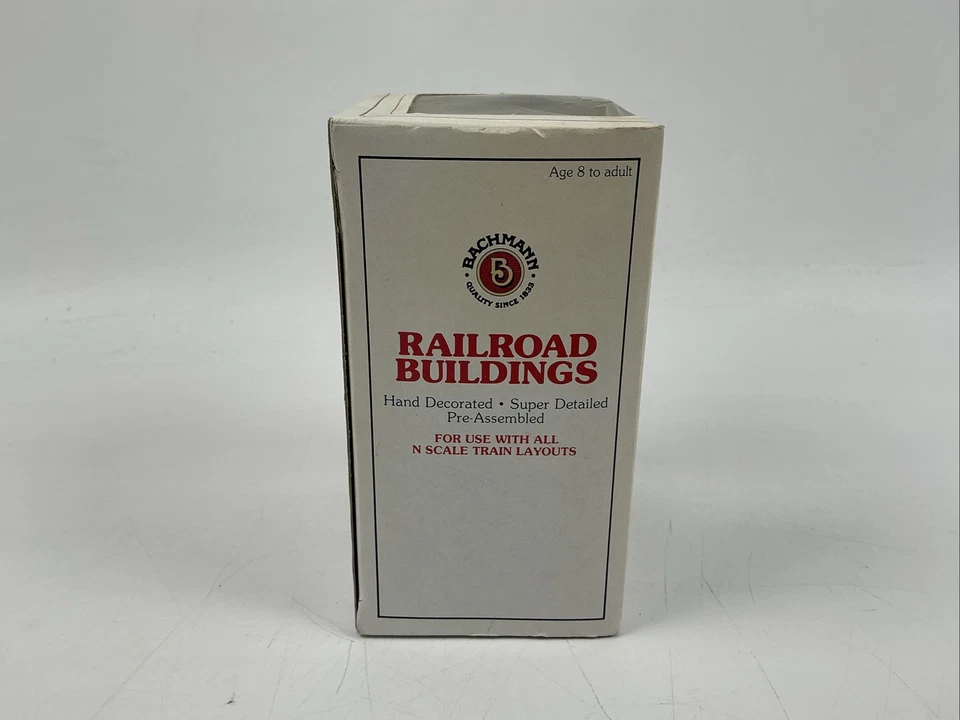 Age 8 to adult
BACHMANN
B
QUALITY SINCE 1833
RAILROAD
BUILDINGS
Hand Decorated • Super Detailed
Pre-Assembled
FOR USE WITH ALL
N SCALE TRAIN LAYOUTS